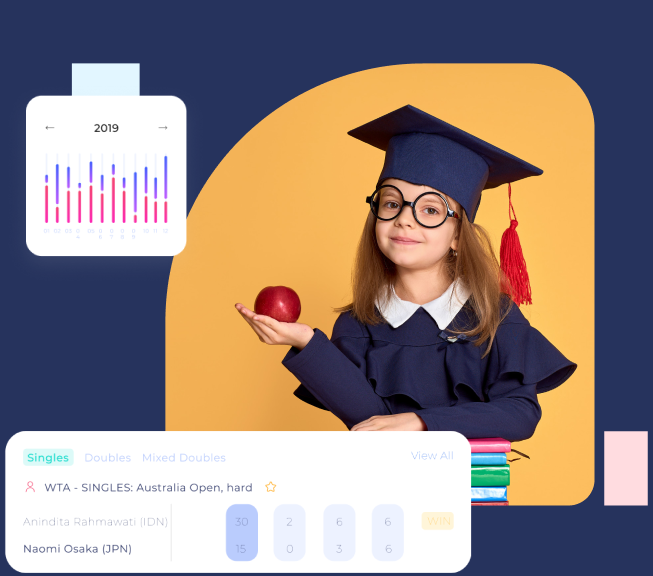 ← 2019 →
Singles Doubles Mixed Doubles View All
WTA - SINGLES: Australia Open, hard
Anindita Rahmawati (IDN) 30 2 6 6 WIN
Naomi Osaka (JPN) 15 0 3 6